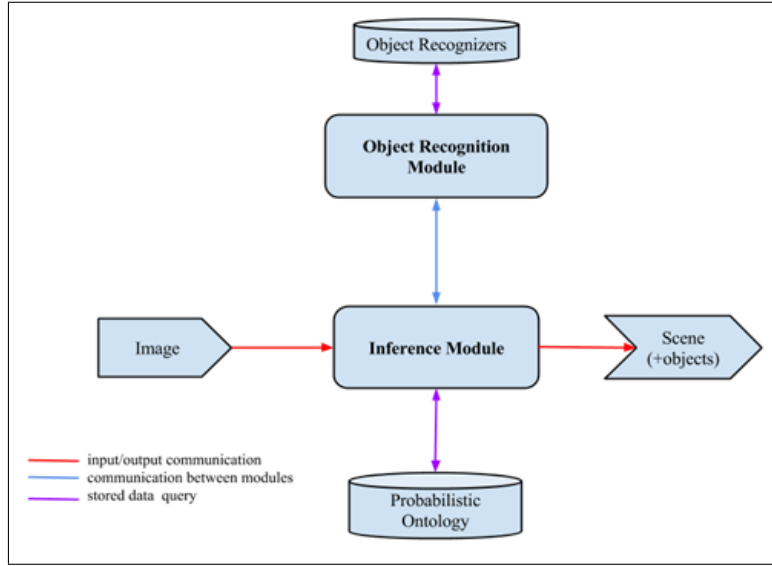 Object Recognizers
Object Recognition
Module
Image
Inference Module
Scene
(+objects)
input/output communication
communication between modules
stored data query
Probabilistic
Ontology